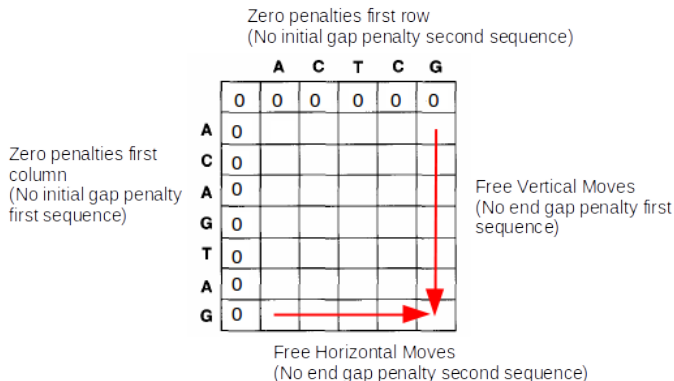 Zero penalties first row
(No initial gap penalty second sequence)
A C T C G
0 0 0 0 0 0
A 0
C 0
A 0
G 0
T 0
A 0
G 0
Zero penalties first
column
(No initial gap penalty
first sequence)
Free Vertical Moves
(No end gap penalty first
sequence)
Free Horizontal Moves
(No end gap penalty second sequence)